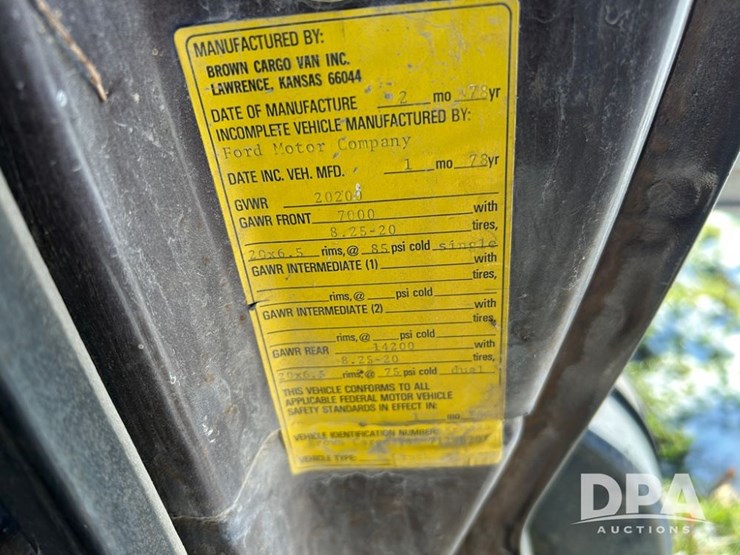 MANUFACTURED BY:
BROWN CARGO VAN INC.
LAWRENCE, KANSAS 66044
DATE OF MANUFACTURE 2 mo 78 yr
INCOMPLETE VEHICLE MANUFACTURED BY:
Ford Motor Company
DATE INC. VEH. MFD. 1 mo 78 yr
GVWR 20200
GAWR FRONT 7000 with
8.25-20 tires,
20x6.5 rims,@ 85 psi cold single
GAWR INTERMEDIATE (1) with
tires,
rims,@ psi cold
GAWR INTERMEDIATE (2) with
tires,
rims,@ psi cold
GAWR REAR 14200 with
8.25-20 tires,
20x6.5 rims,@ 75 psi cold dual
THIS VEHICLE CONFORMS TO ALL
APPLICABLE FEDERAL MOTOR VEHICLE
SAFETY STANDARDS IN EFFECT IN:
1 mo
VEHICLE IDENTIFICATION NUMBER:
VEHICLE TYPE:
DPA
AUCTIONS